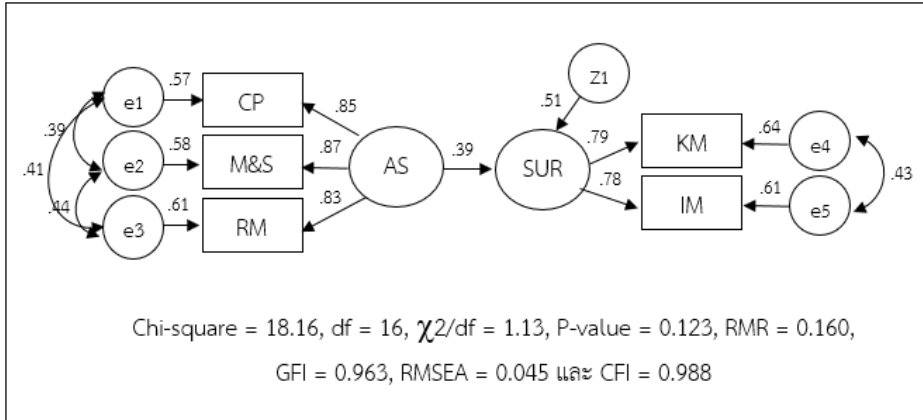 e1 .57 CP
.85
.39
.41
e2 .58 M&S .87 AS .39 SUR
.44
.83
e3 .61 RM
Z1
.51
.79 KM .64 e4
.43
.78 IM .61 e5
Chi-square = 18.16, df = 16, χ2/df = 1.13, P-value = 0.123, RMR = 0.160,
GFI = 0.963, RMSEA = 0.045 และ CFI = 0.988